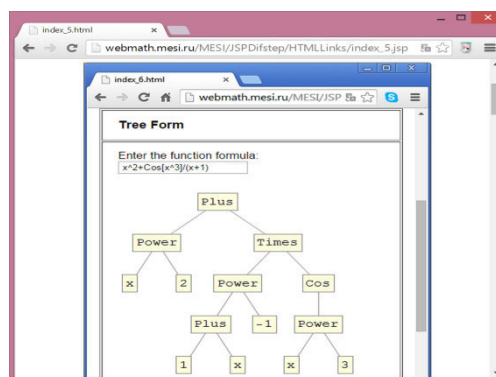 index_5.html
webmath.mesi.ru/MESI/JSPDifstep/HTMLLinks/index_5.jsp
index_6.html
webmath.mesi.ru/MESI/JSP
Tree Form
Enter the function formula:
x^2+Cos[x^3]/(x+1)
Plus
Power Times
x 2 Power Cos
Plus -1 Power
1 x x 3